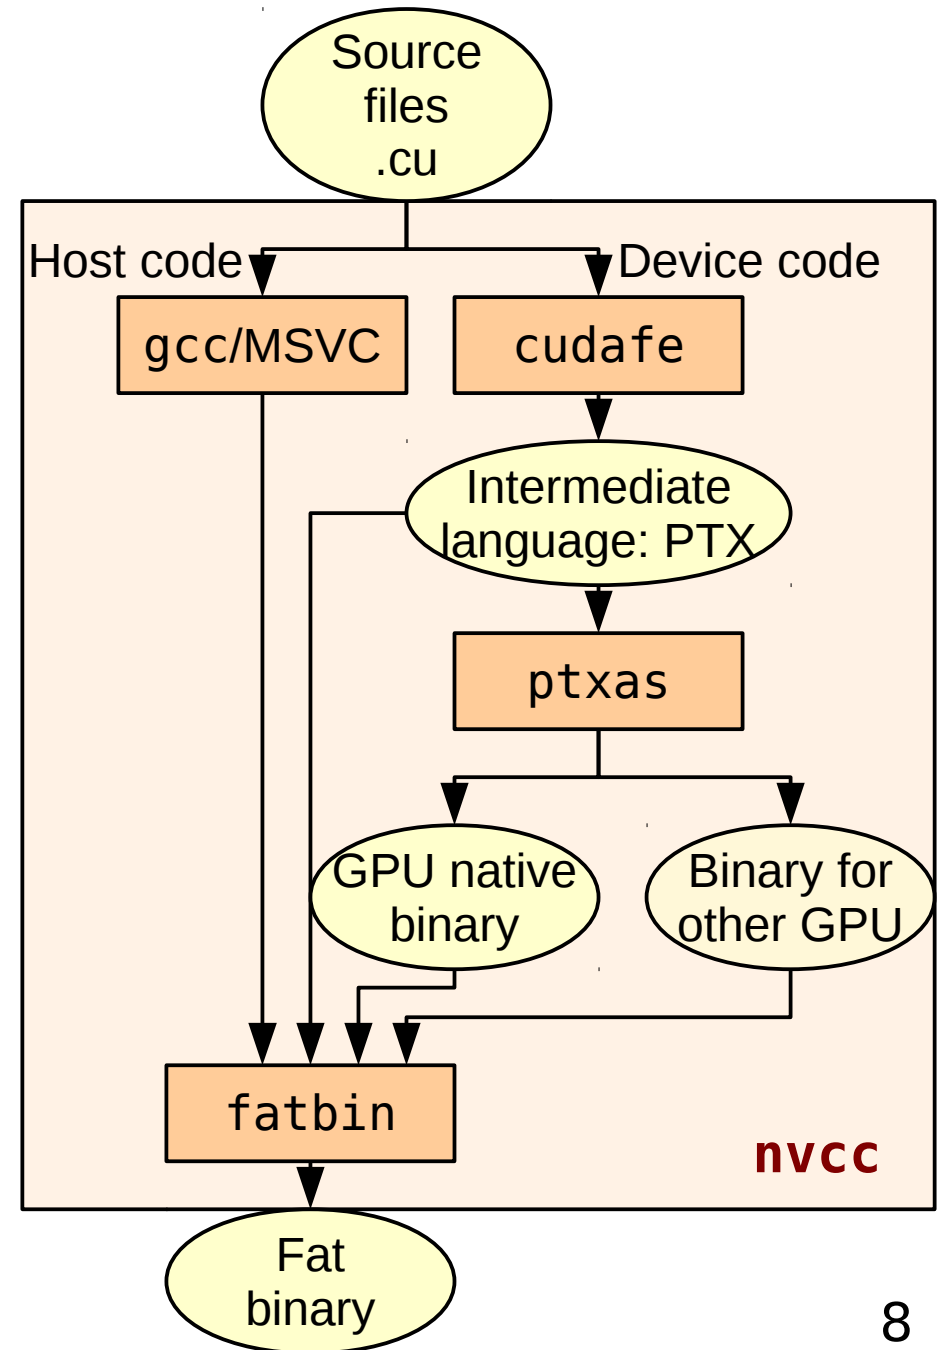 Source
files
.cu
Host code
Device code
gcc/MSVC
cudafe
Intermediate
language: PTX
ptxas
GPU native
binary
Binary for
other GPU
fatbin
nvcc
Fat
binary
8